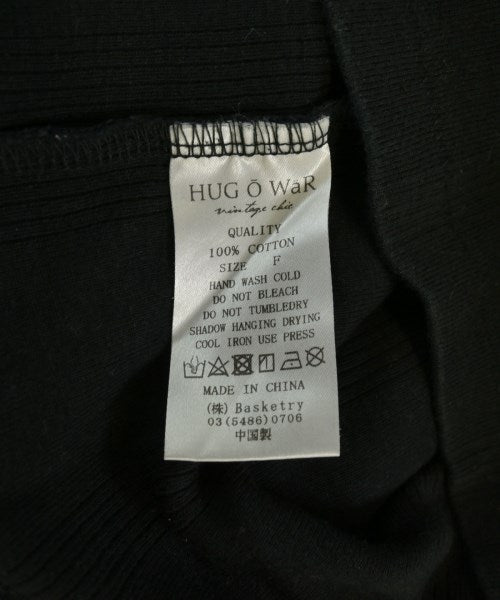 HUG Ō WäR
vintage chic
QUALITY
100% COTTON
SIZE F
HAND WASH COLD
DO NOT BLEACH
DO NOT TUMBLEDRY
SHADOW HANGING DRYING
COOL IRON USE PRESS
MADE IN CHINA
(株) Basketry
03(5486)0706
中国製